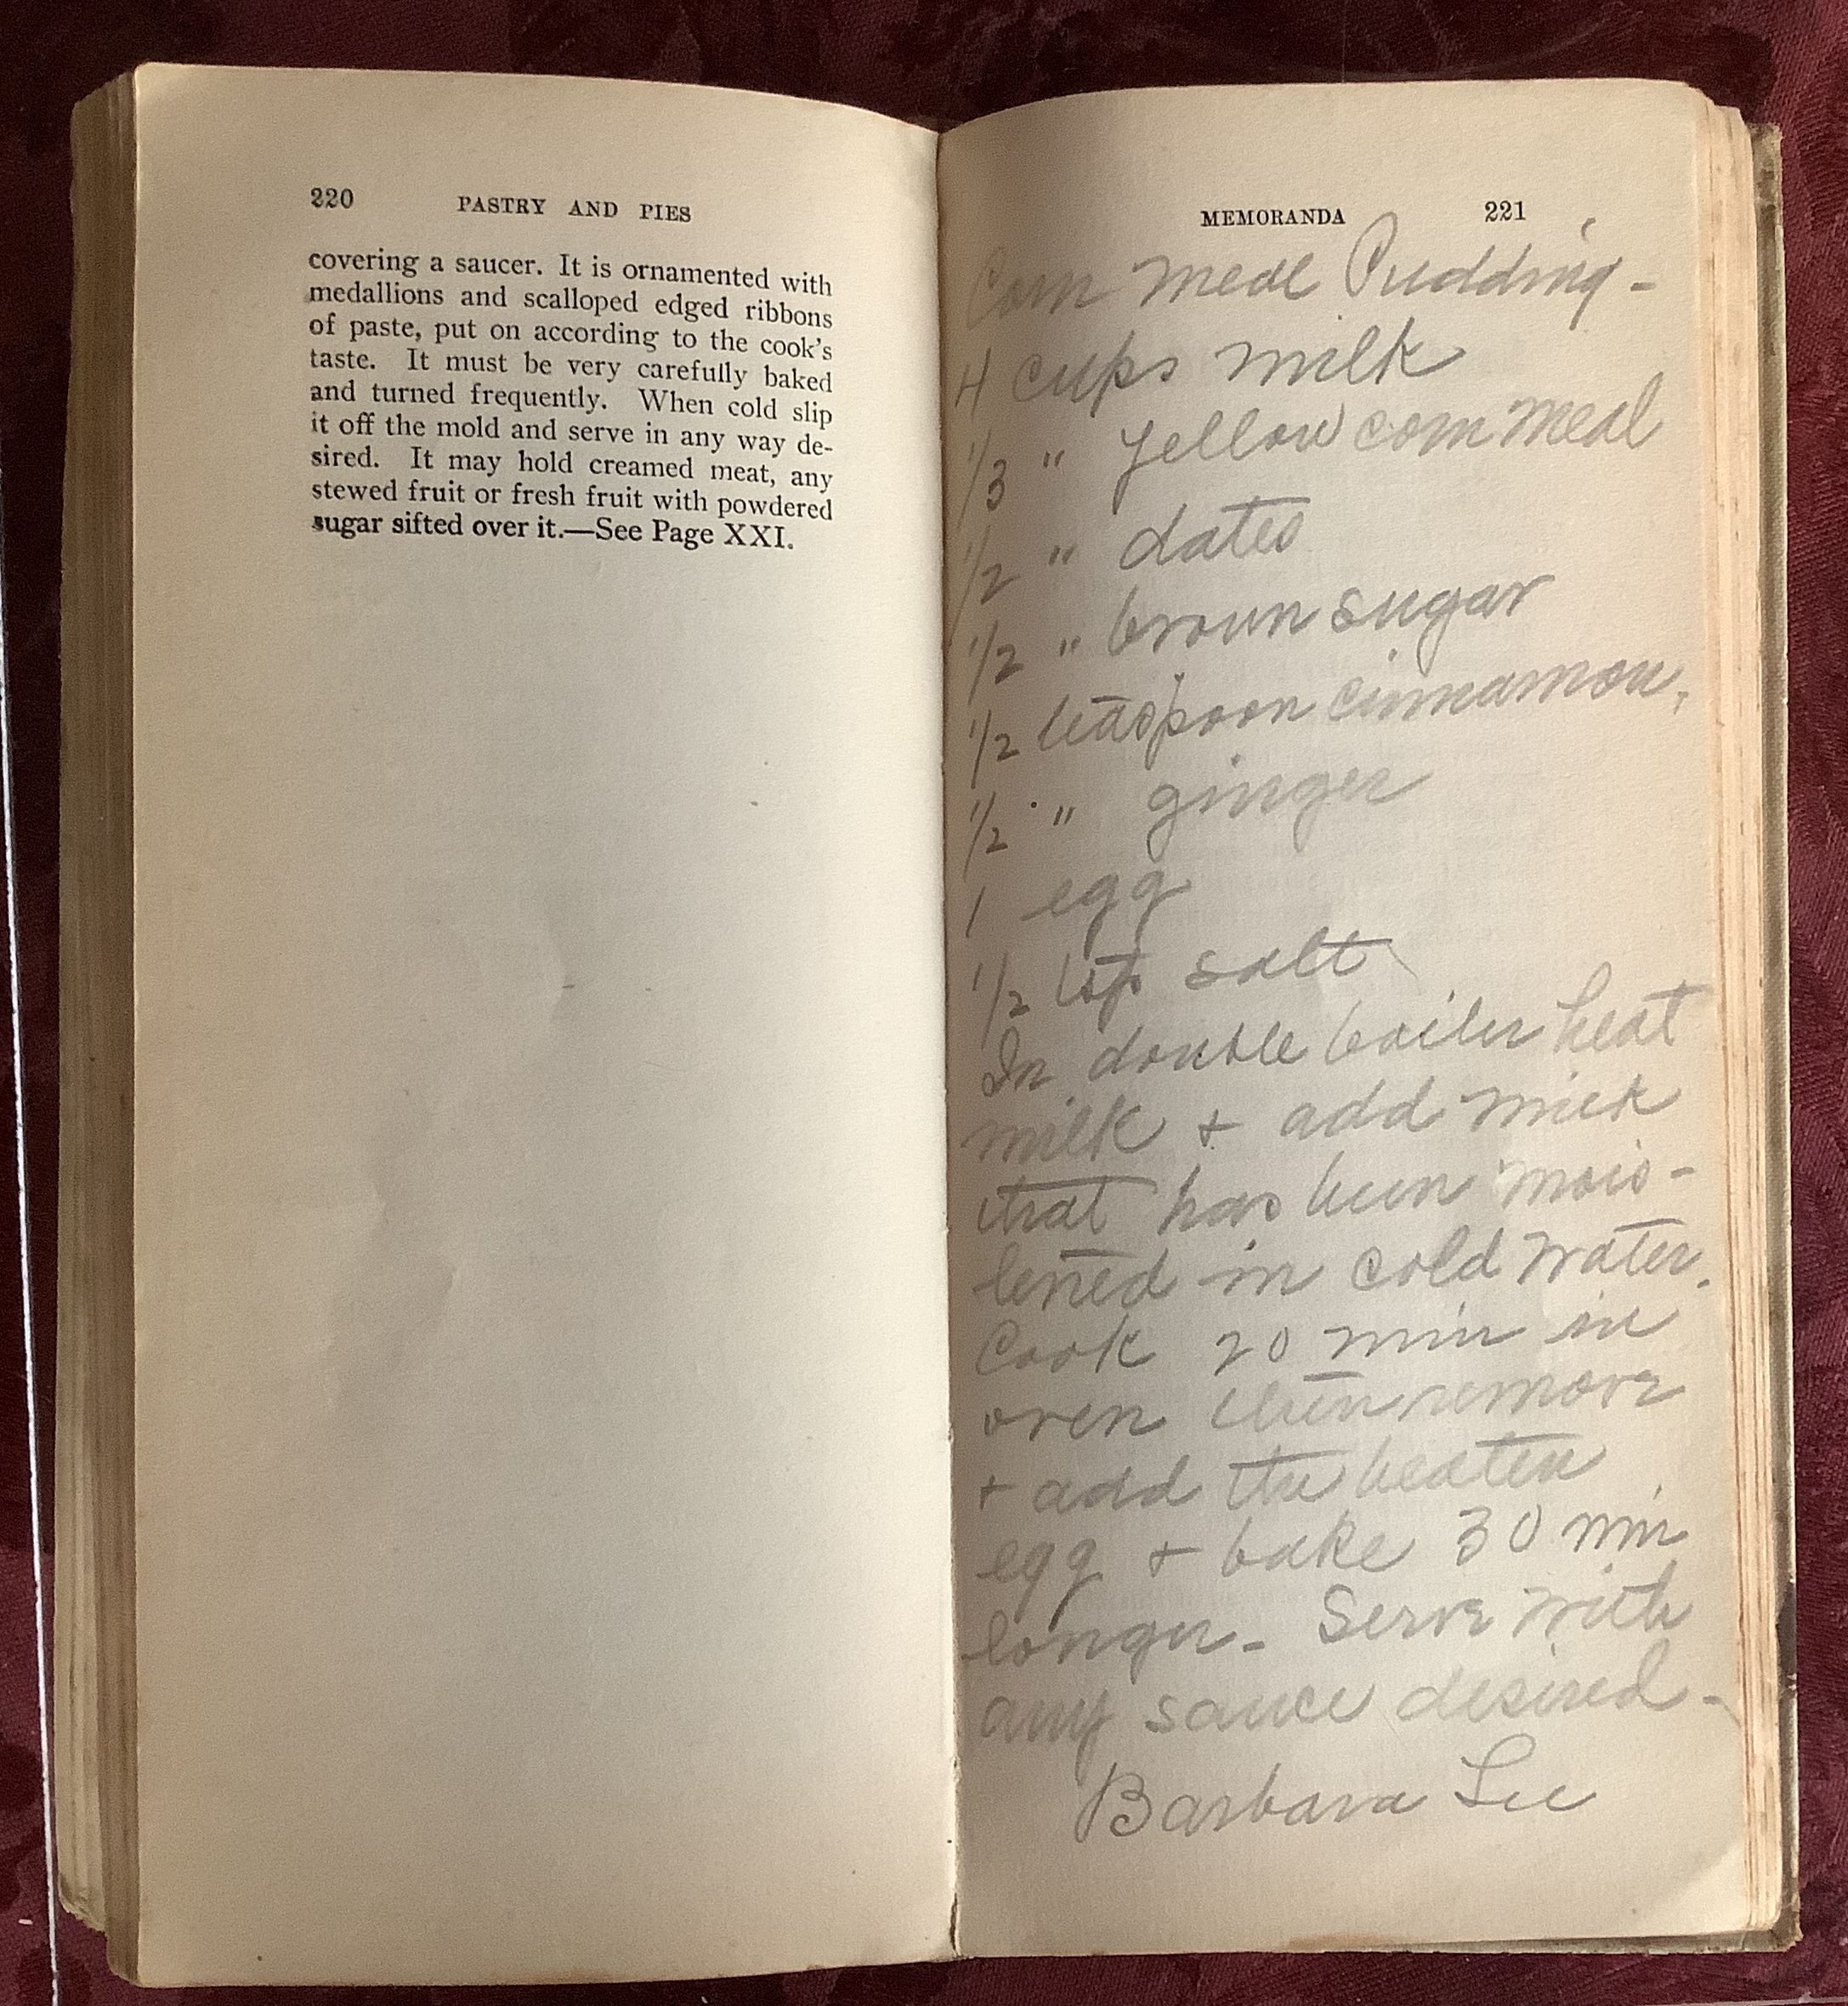 220 PASTRY AND PIES
covering a saucer. It is ornamented with
medallions and scalloped edged ribbons
of paste, put on according to the cook's
taste. It must be very carefully baked
and turned frequently. When cold slip
it off the mold and serve in any way de-
sired. It may hold creamed meat, any
stewed fruit or fresh fruit with powdered
sugar sifted over it.—See Page XXI.
MEMORANDA 221
Corn Meal Pudding -
4 cups milk
1/3 " yellow corn meal
1/2 " dates
1/2 " brown sugar
1/2 teaspoon cinnamon,
1/2 " ginger
1 egg
1/2 tsp salt
In double boiler heat
milk + add
that has been mois-
tened in cold water.
Cook 20 min in
oven then remove
+ add the beaten
egg + bake 30 min
longer - Serve with
any sauce desired -
Barbara Lee